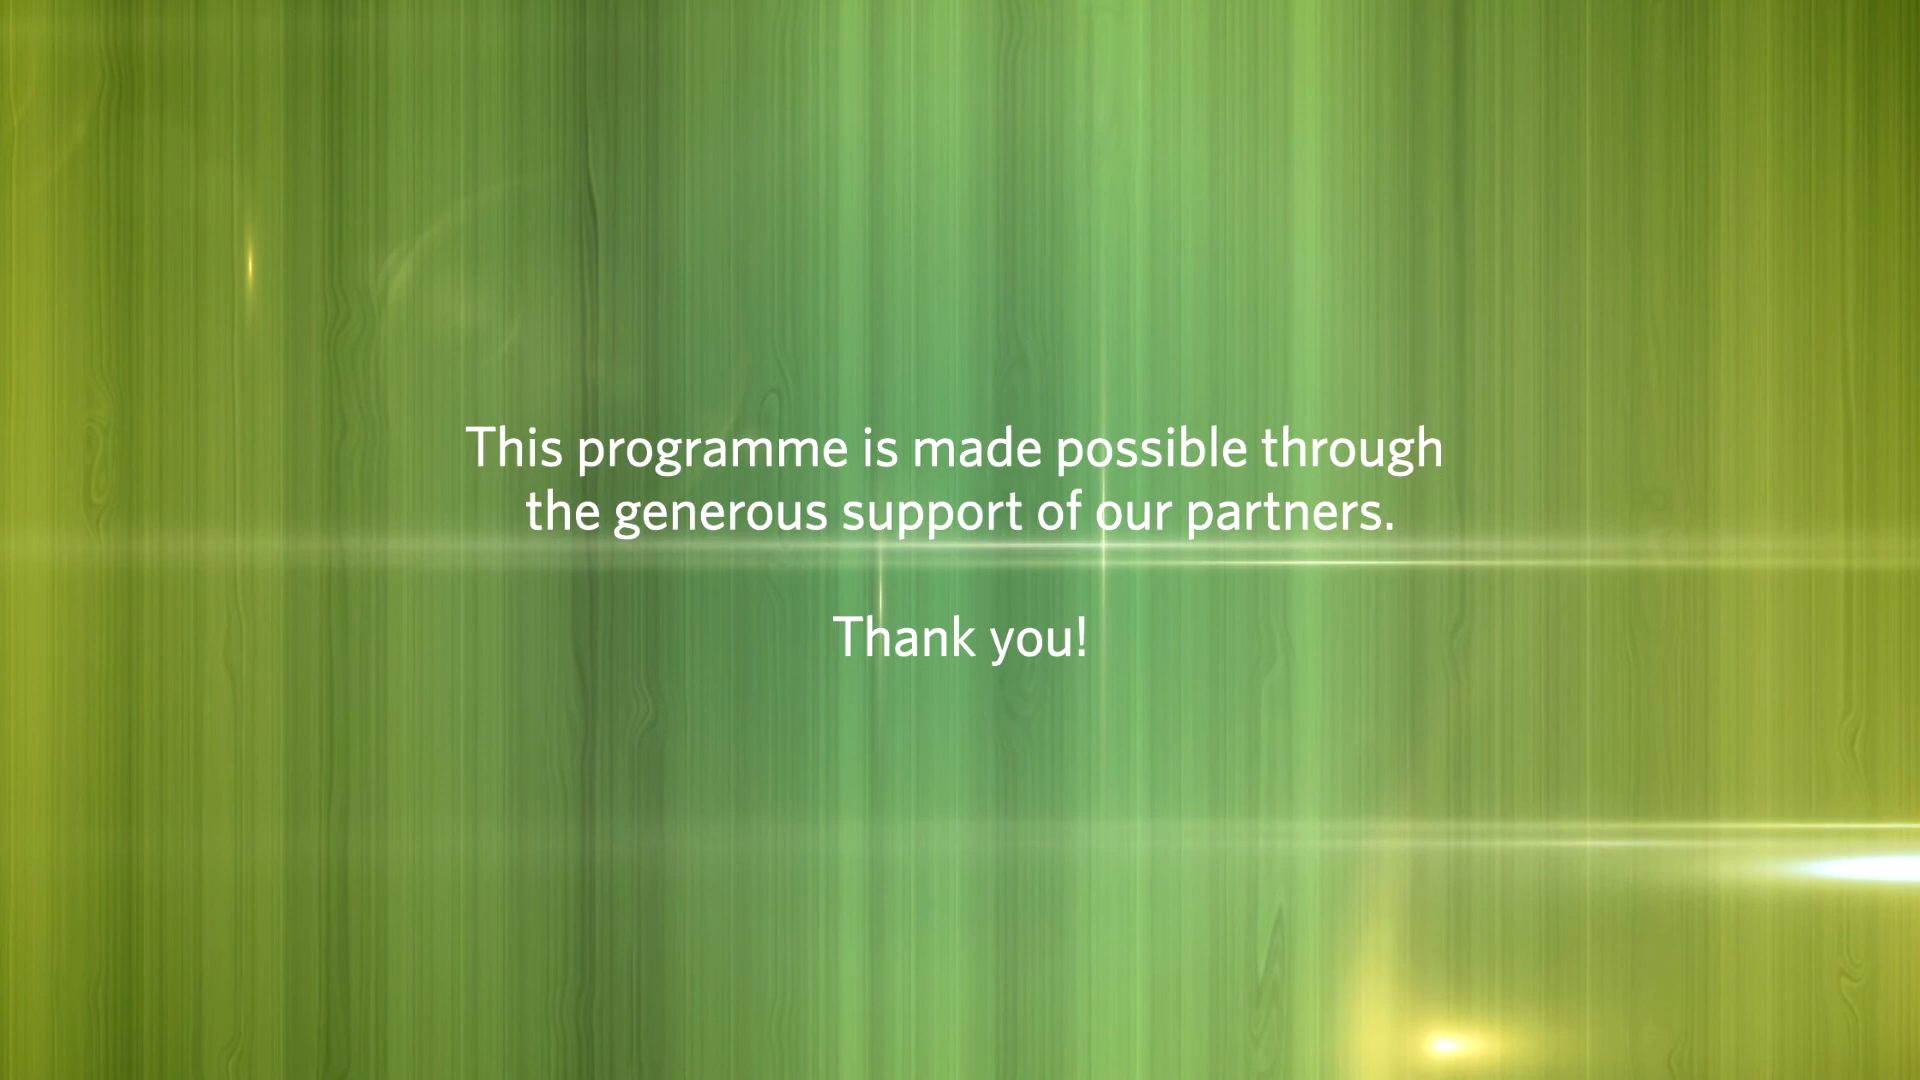 This programme is made possible through
the generous support of our partners.
Thank you!